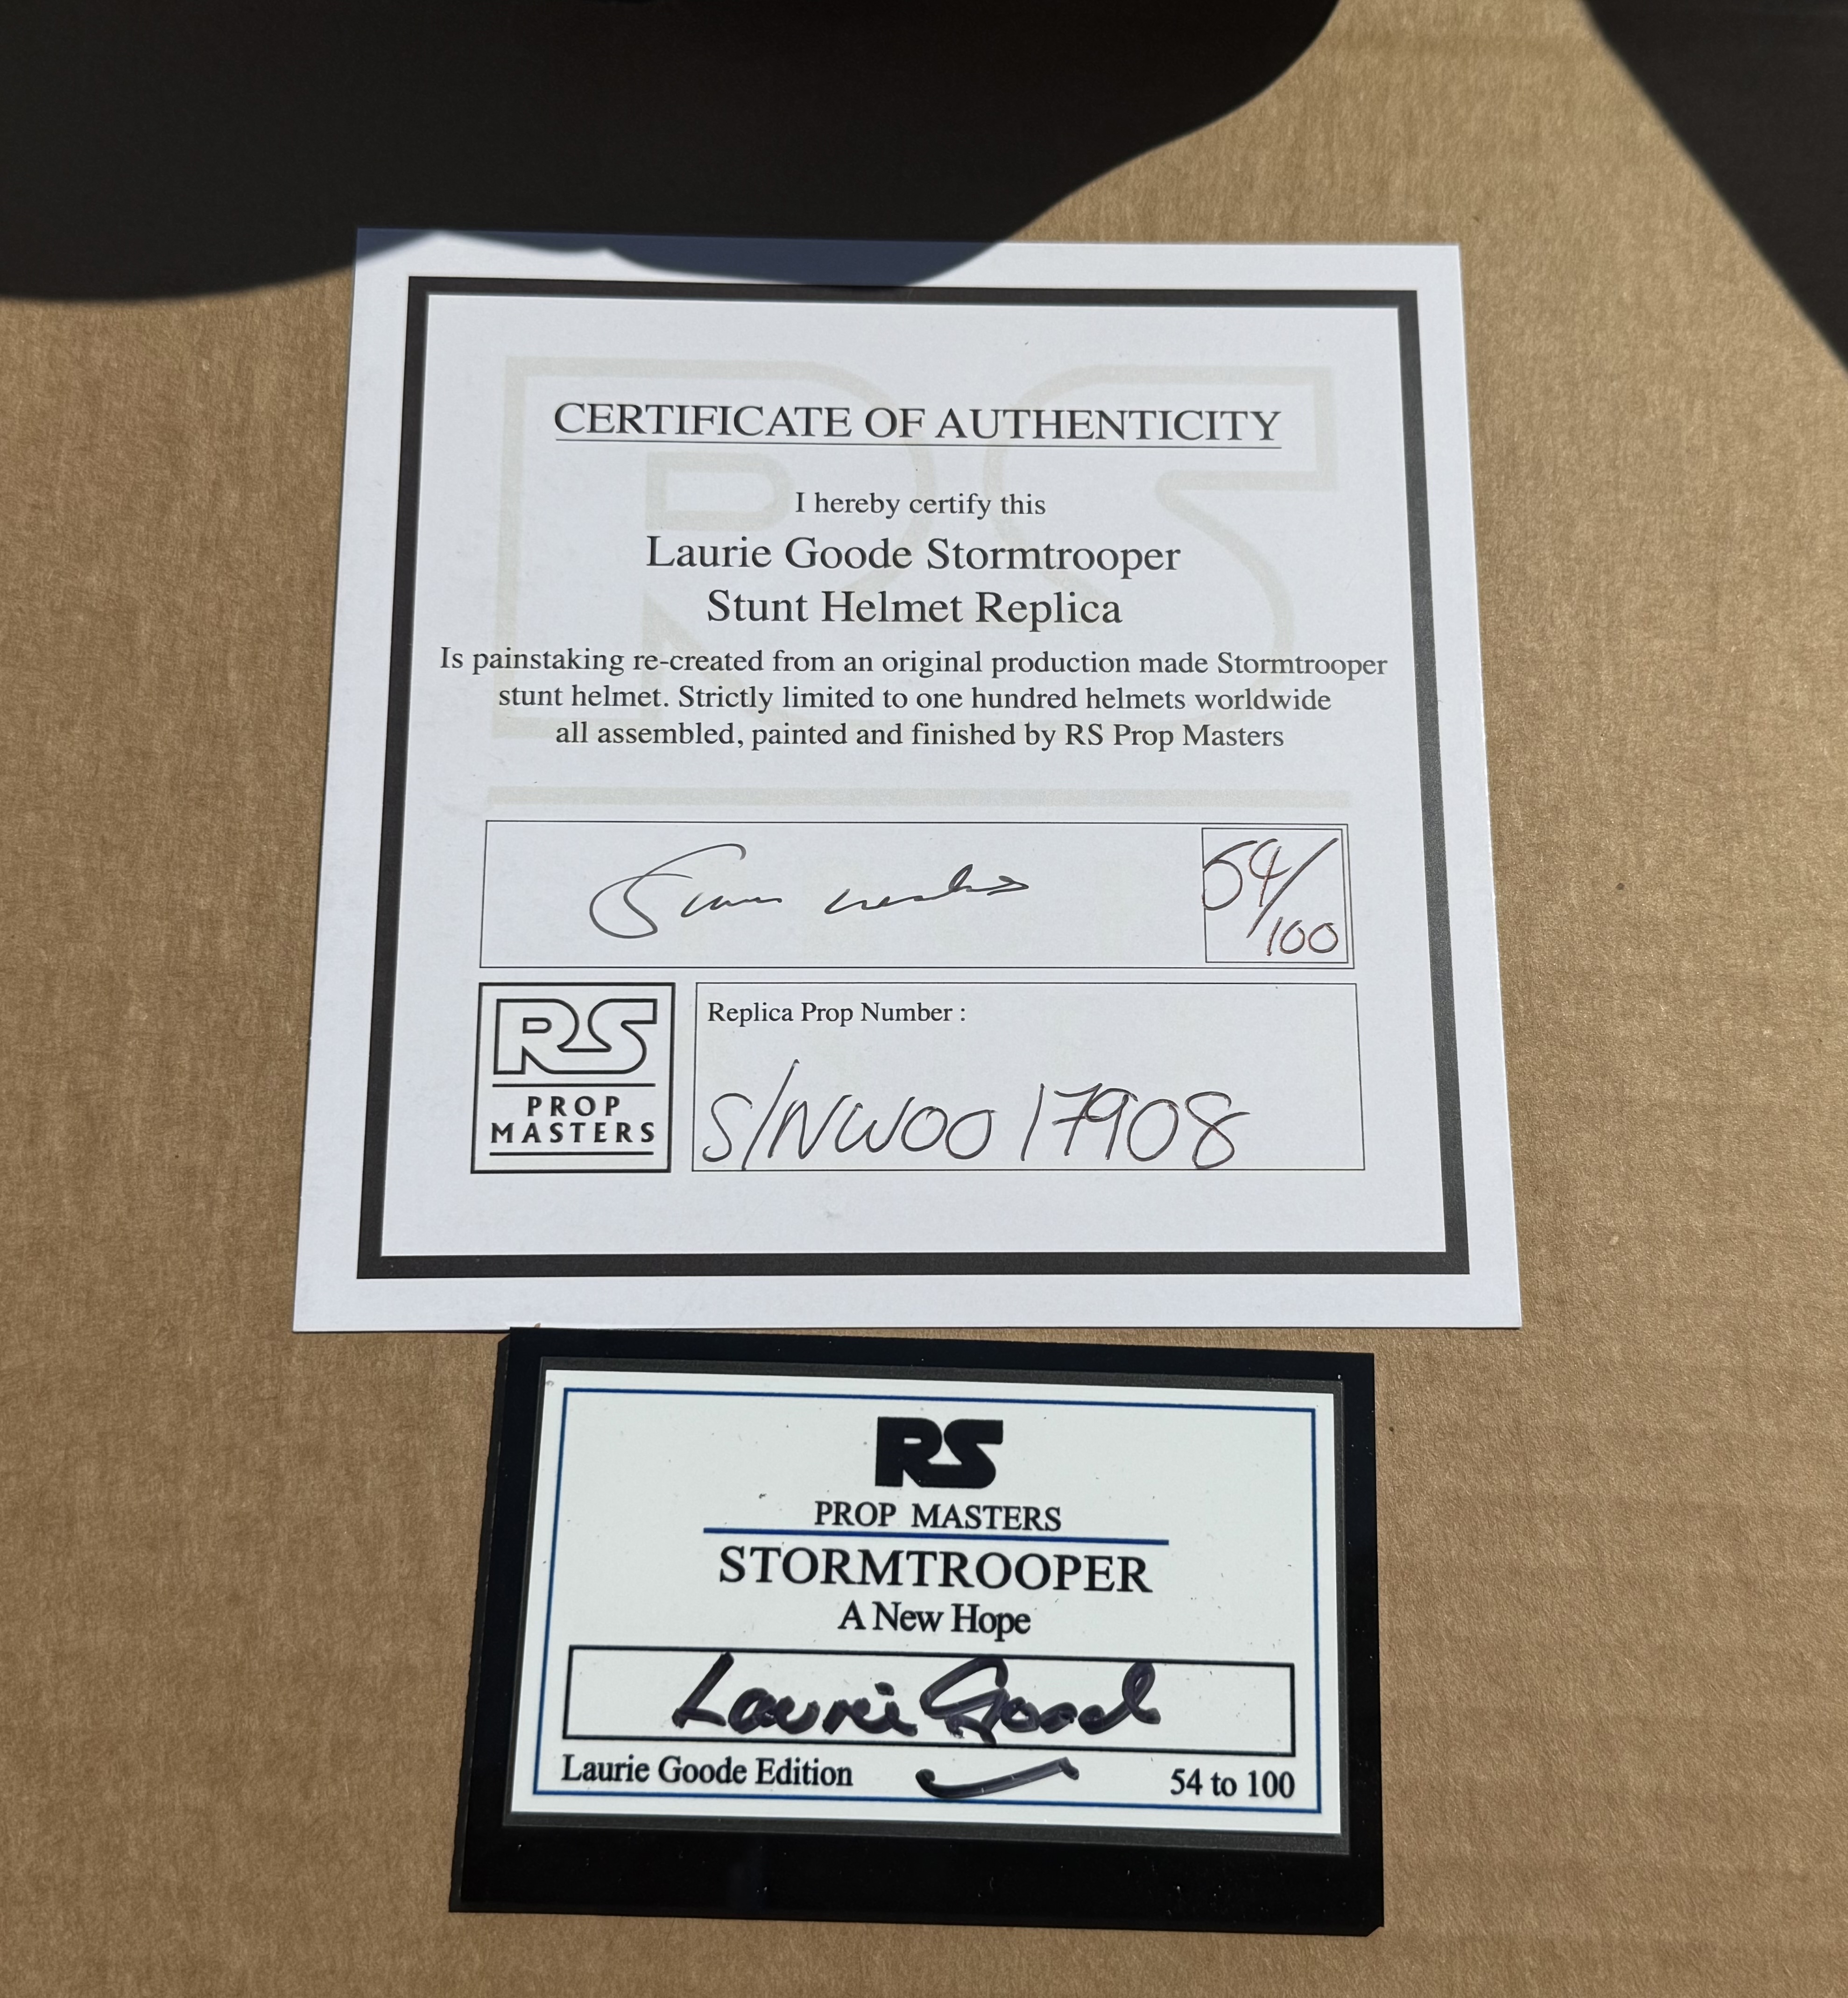 CERTIFICATE OF AUTHENTICITY
I hereby certify this
Laurie Goode Stormtrooper
Stunt Helmet Replica
Is painstaking re-created from an original production made Stormtrooper
stunt helmet. Strictly limited to one hundred helmets worldwide
all assembled, painted and finished by RS Prop Masters
54/100
RS
PROP
MASTERS
Replica Prop Number :
S/NW0017908
RS
PROP MASTERS
STORMTROOPER
A New Hope
Laurie Good
Laurie Goode Edition
54 to 100